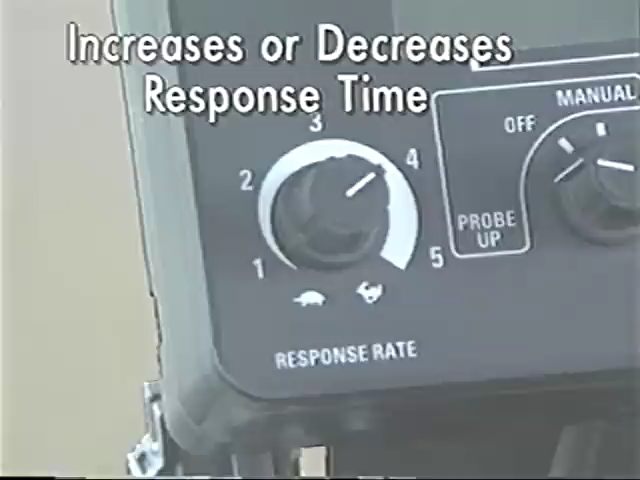 Increases or Decreases
Response Time
MANUAL
OFF
3
4
2
PROBE
UP
1
5
RESPONSE RATE